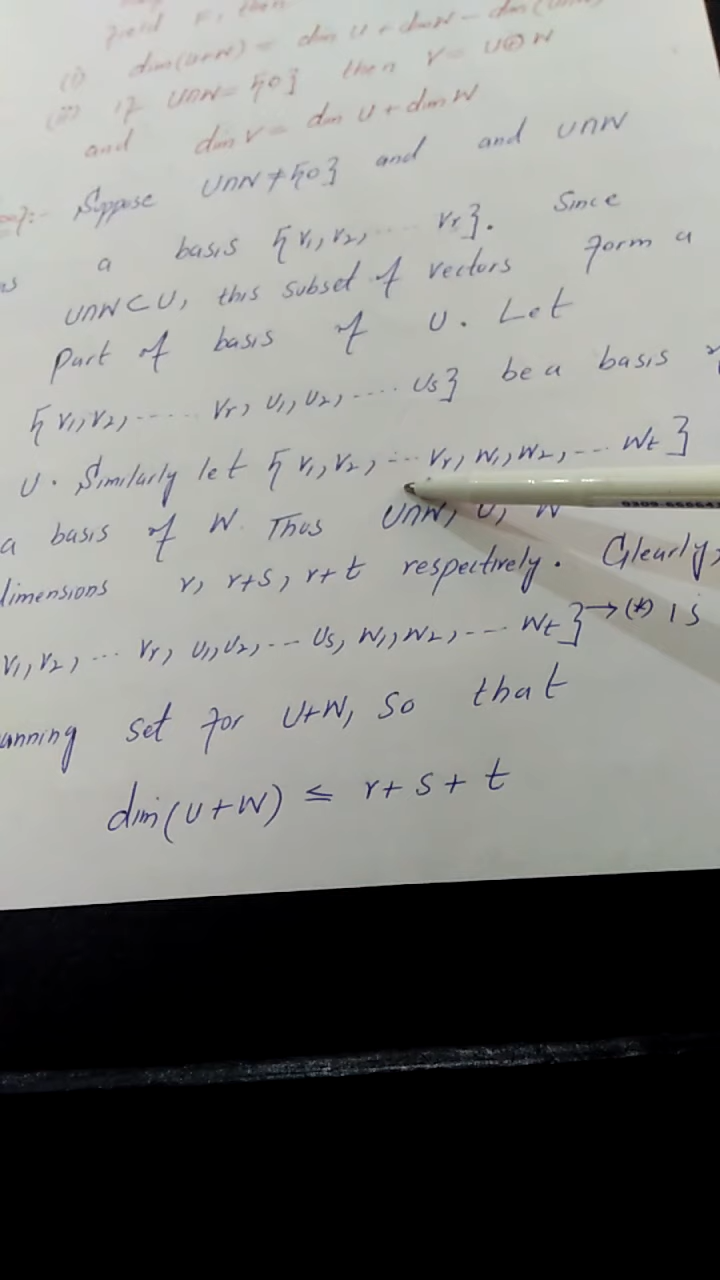 field F, then
(i) dim(U+W) = dim U + dim W - dim(U∩W)
(ii) if U∩W = {0} then V = U⊕W
and dim V = dim U + dim W
Suppose U∩W ≠ {0} and and U∩W
a basis {v1, v2, ... vr}. Since
U∩W⊂U, this subset of vectors form a
part of basis of U. Let
{v1, v2, ..... vr, u1, u2, .... us} be a basis
U. Similarly let {v1, v2, ... vr, w1, w2, ... wt}
a basis of W. Thus U∩W, U, W
dimensions r, r+s, r+t respectively. Clearly,
v1, v2, ... vr, u1, u2, ... us, w1, w2, ... wt} → (*) is
set for U+W, so that
dim(U+W) ≤ r+s+t